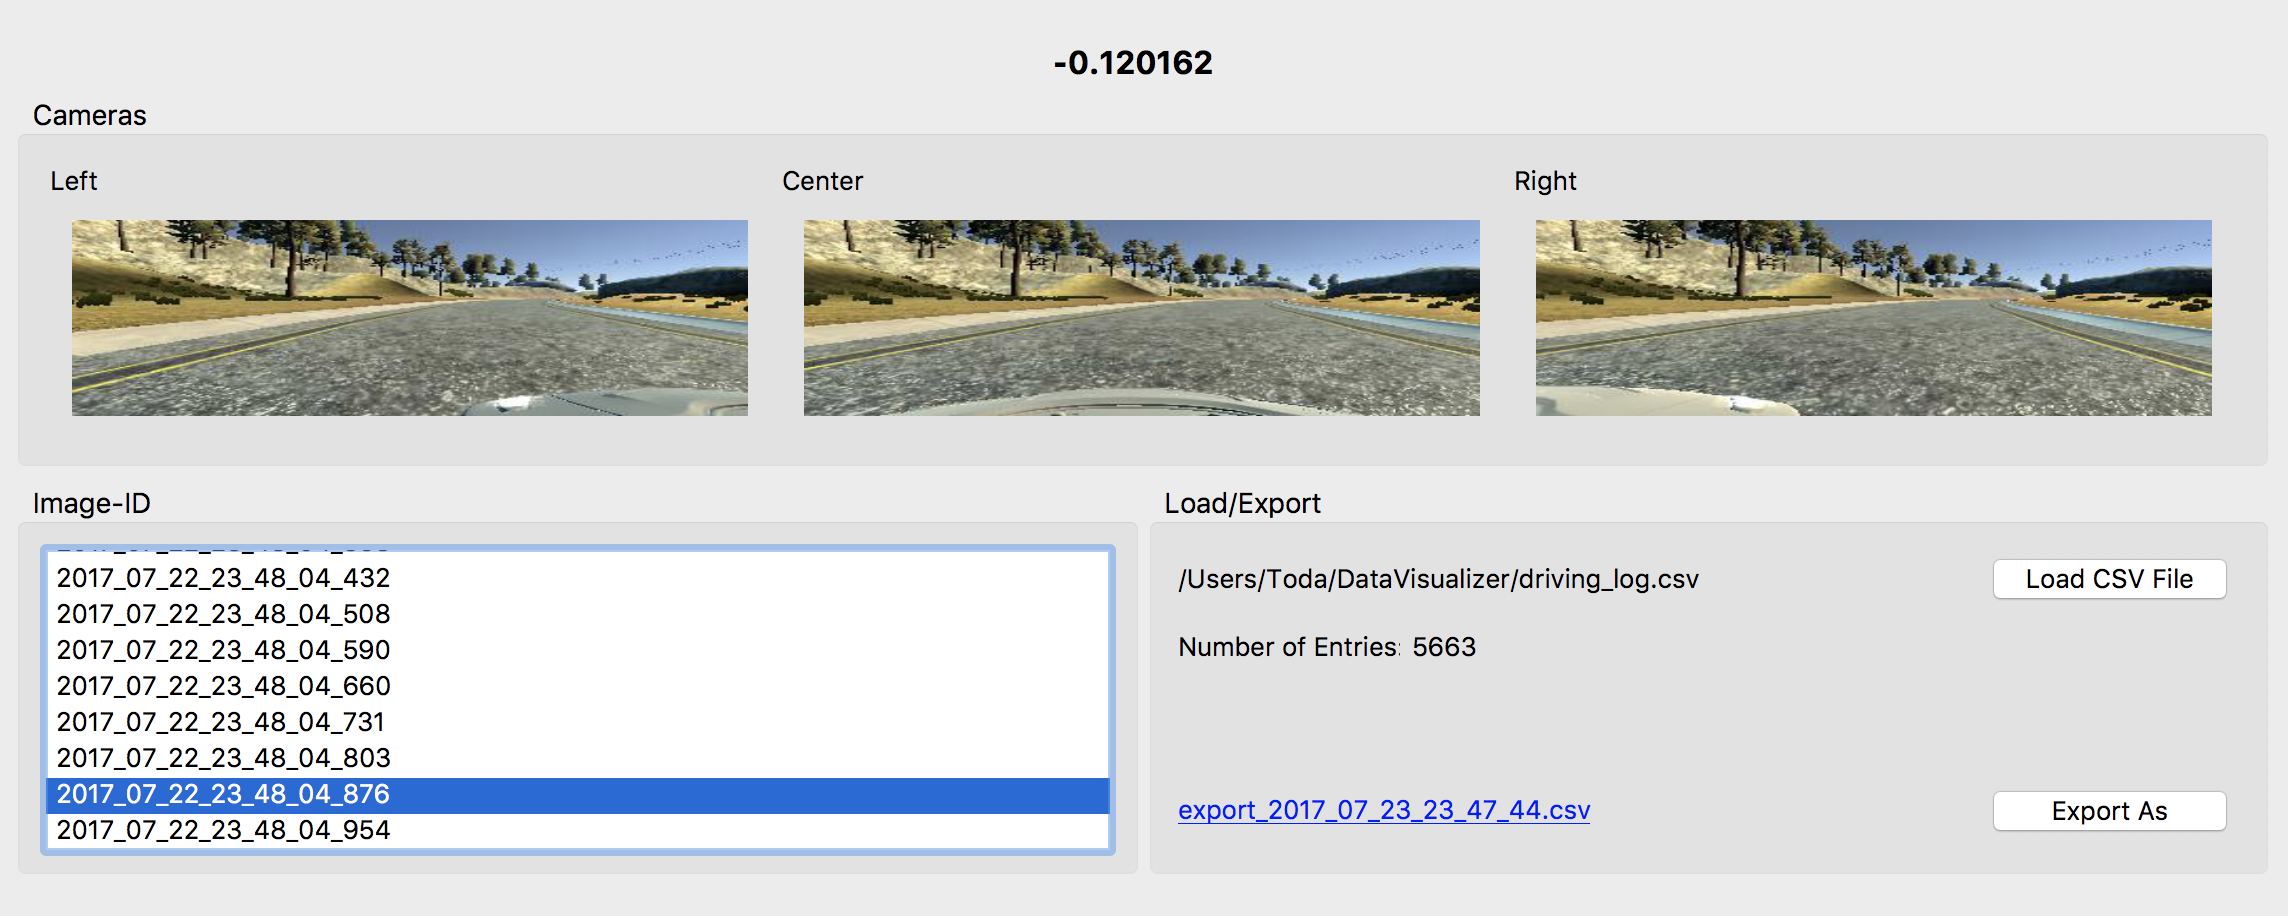 -0.120162
Cameras
Left
Center
Right
Image-ID
2017_07_22_23_48_04_432
2017_07_22_23_48_04_508
2017_07_22_23_48_04_590
2017_07_22_23_48_04_660
2017_07_22_23_48_04_731
2017_07_22_23_48_04_803
2017_07_22_23_48_04_876
2017_07_22_23_48_04_954
Load/Export
/Users/Toda/DataVisualizer/driving_log.csv
Load CSV File
Number of Entries: 5663
export_2017_07_23_23_47_44.csv
Export As